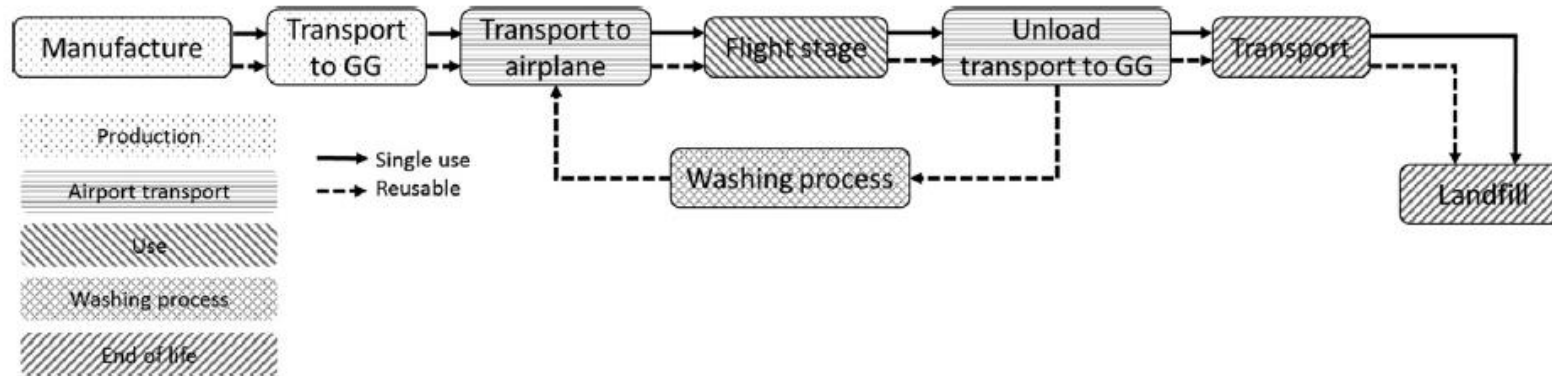 Manufacture
Transport
to GG
Transport to
airplane
Flight stage
Unload
transport to GG
Transport
Production
Single use
Airport transport
Reusable
Washing process
Landfill
Use
Washing process
End of life